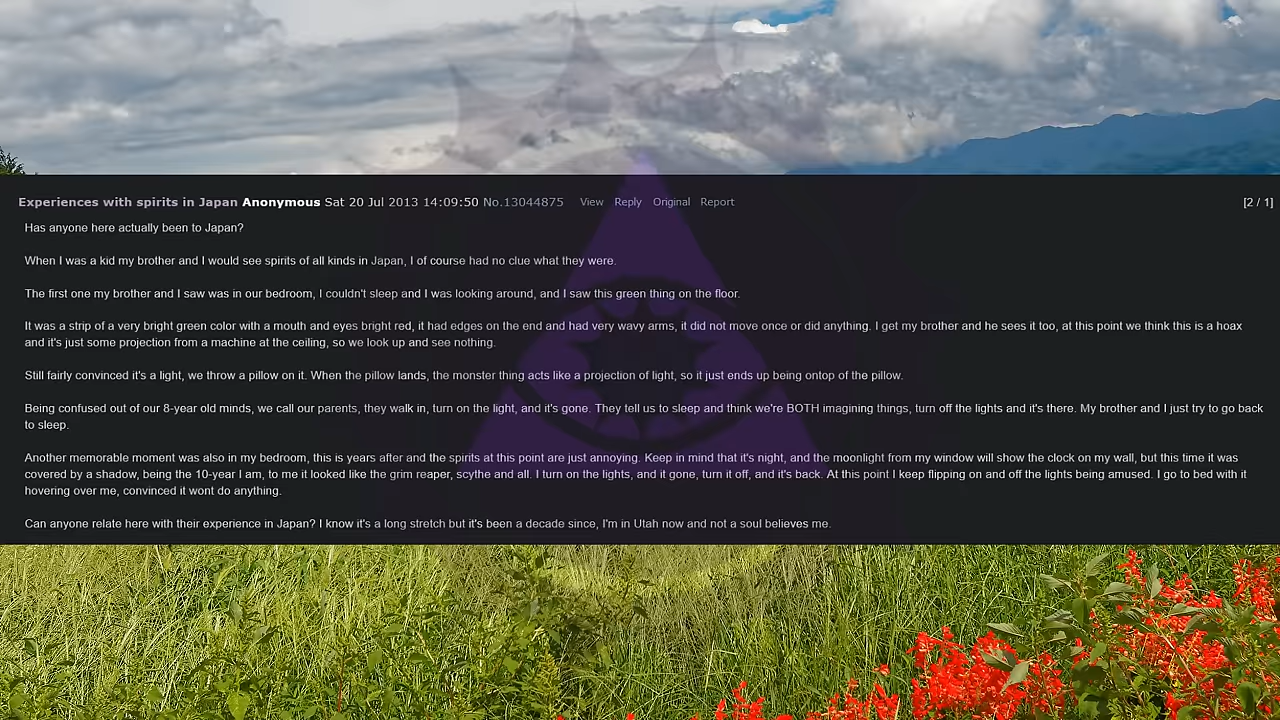 Experiences with spirits in Japan Anonymous Sat 20 Jul 2013 14:09:50 No.13044875 View Reply Original Report [2 / 1]
Has anyone here actually been to Japan?
When I was a kid my brother and I would see spirits of all kinds in Japan, I of course had no clue what they were.
The first one my brother and I saw was in our bedroom, I couldn't sleep and I was looking around, and I saw this green thing on the floor.
It was a strip of a very bright green color with a mouth and eyes bright red, it had edges on the end and had very wavy arms, it did not move once or did anything. I get my brother and he sees it too, at this point we think this is a hoax
and it's just some projection from a machine at the ceiling, so we look up and see nothing.
Still fairly convinced it's a light, we throw a pillow on it. When the pillow lands, the monster thing acts like a projection of light, so it just ends up being ontop of the pillow.
Being confused out of our 8-year old minds, we call our parents, they walk in, turn on the light, and it's gone. They tell us to sleep and think we're BOTH imagining things, turn off the lights and it's there. My brother and I just try to go back
to sleep.
Another memorable moment was also in my bedroom, this is years after and the spirits at this point are just annoying. Keep in mind that it's night, and the moonlight from my window will show the clock on my wall, but this time it was
covered by a shadow, being the 10-year I am, to me it looked like the grim reaper, scythe and all. I turn on the lights, and it gone, turn it off, and it's back. At this point I keep flipping on and off the lights being amused. I go to bed with it
hovering over me, convinced it wont do anything.
Can anyone relate here with their experience in Japan? I know it's a long stretch but it's been a decade since, I'm in Utah now and not a soul believes me.